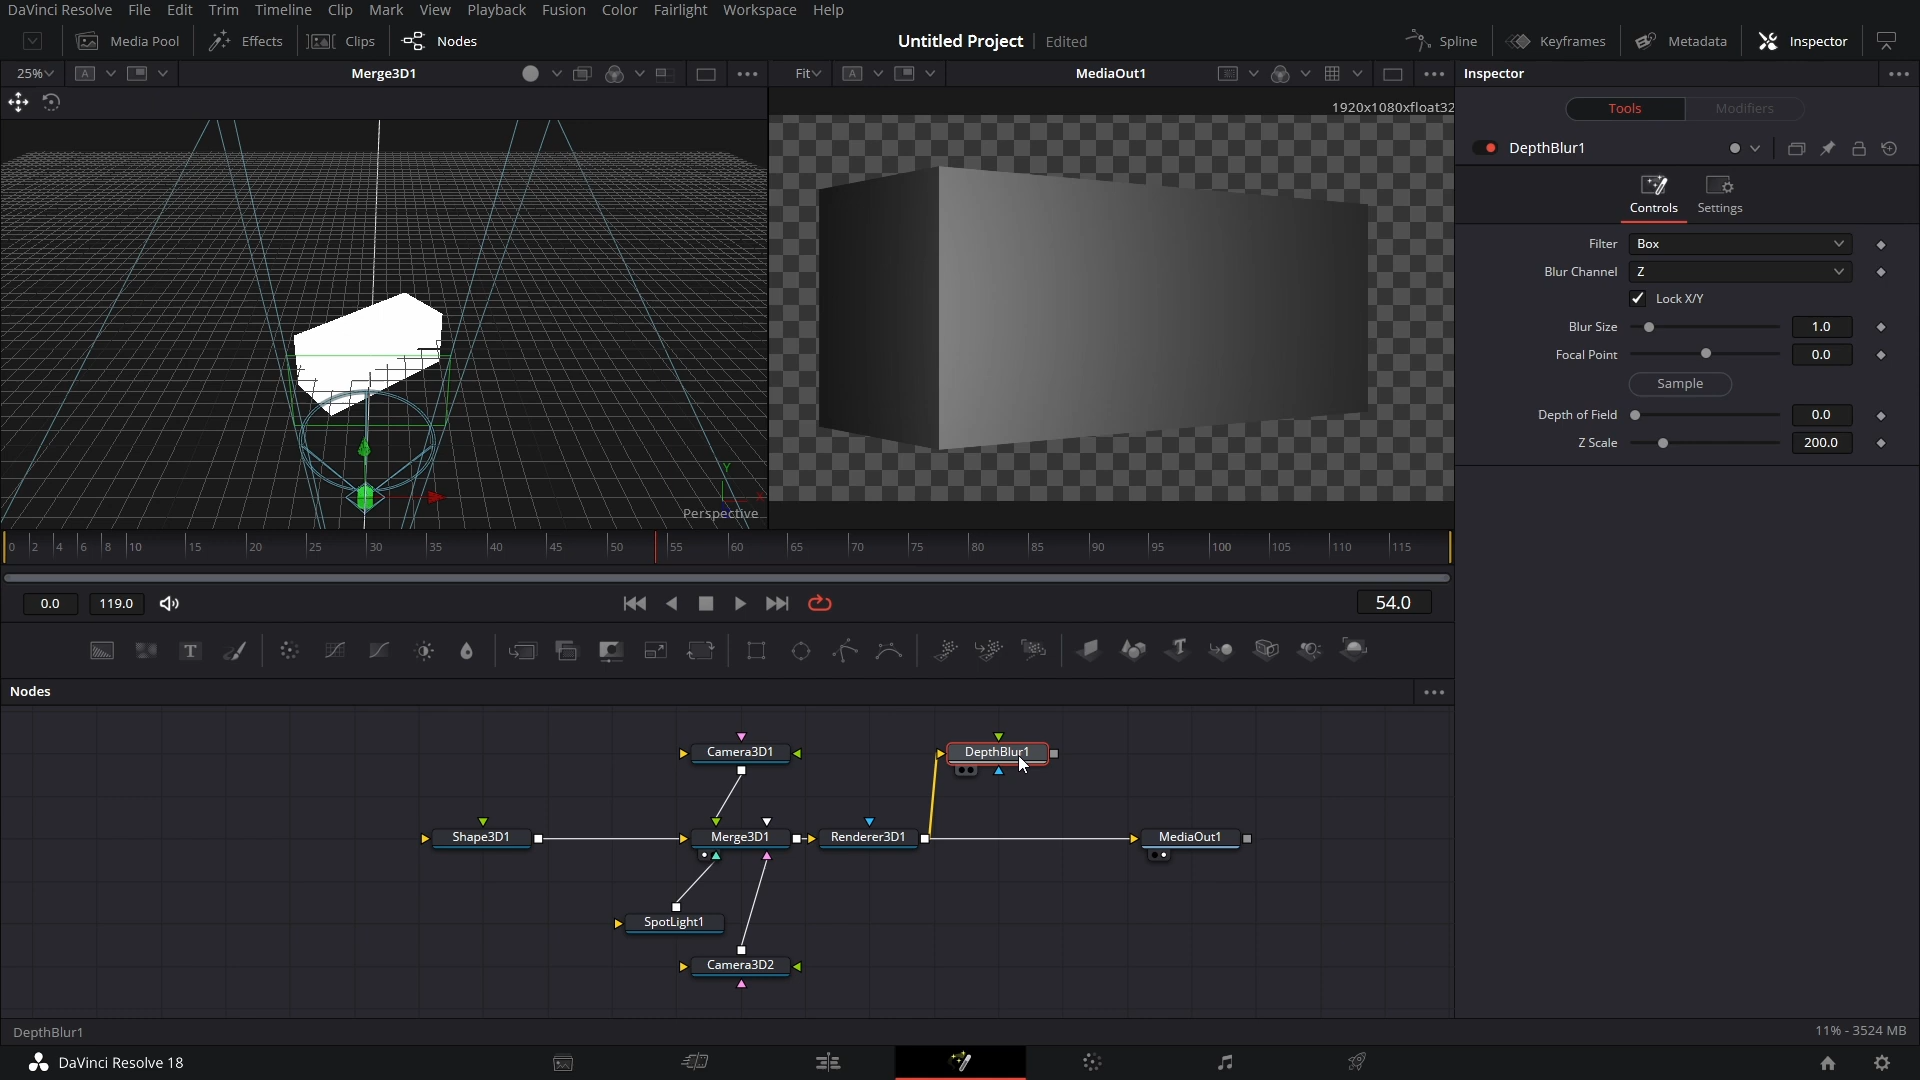 DaVinci Resolve File Edit Trim Timeline Clip Mark View Playback Fusion Color Fairlight Workspace Help
Media Pool Effects Clips Nodes Untitled Project Edited Spline Keyframes Metadata Inspector
25% A Merge3D1 Fit A MediaOut1 Inspector
1920x1080xfloat32
Tools Modifiers
DepthBlur1
Controls Settings
Filter Box
Blur Channel Z
Lock X/Y
Blur Size 1.0
Focal Point 0.0
Sample
Depth of Field 0.0
Z Scale 200.0
Y
Perspective
0 2 4 6 8 10 15 20 25 30 35 40 45 50 55 60 65 70 75 80 85 90 95 100 105 110 115
0.0 119.0 54.0
T T
Nodes
Camera3D1 DepthBlur1
Shape3D1 Merge3D1 Renderer3D1 MediaOut1
SpotLight1
Camera3D2
DepthBlur1 11% - 3524 MB
DaVinci Resolve 18